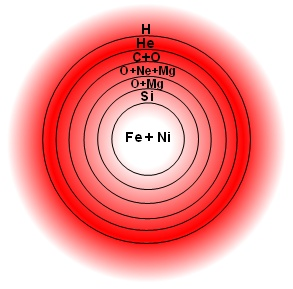 H
He
C+O
O+Ne+Mg
O+Mg
Si
Fe + Ni